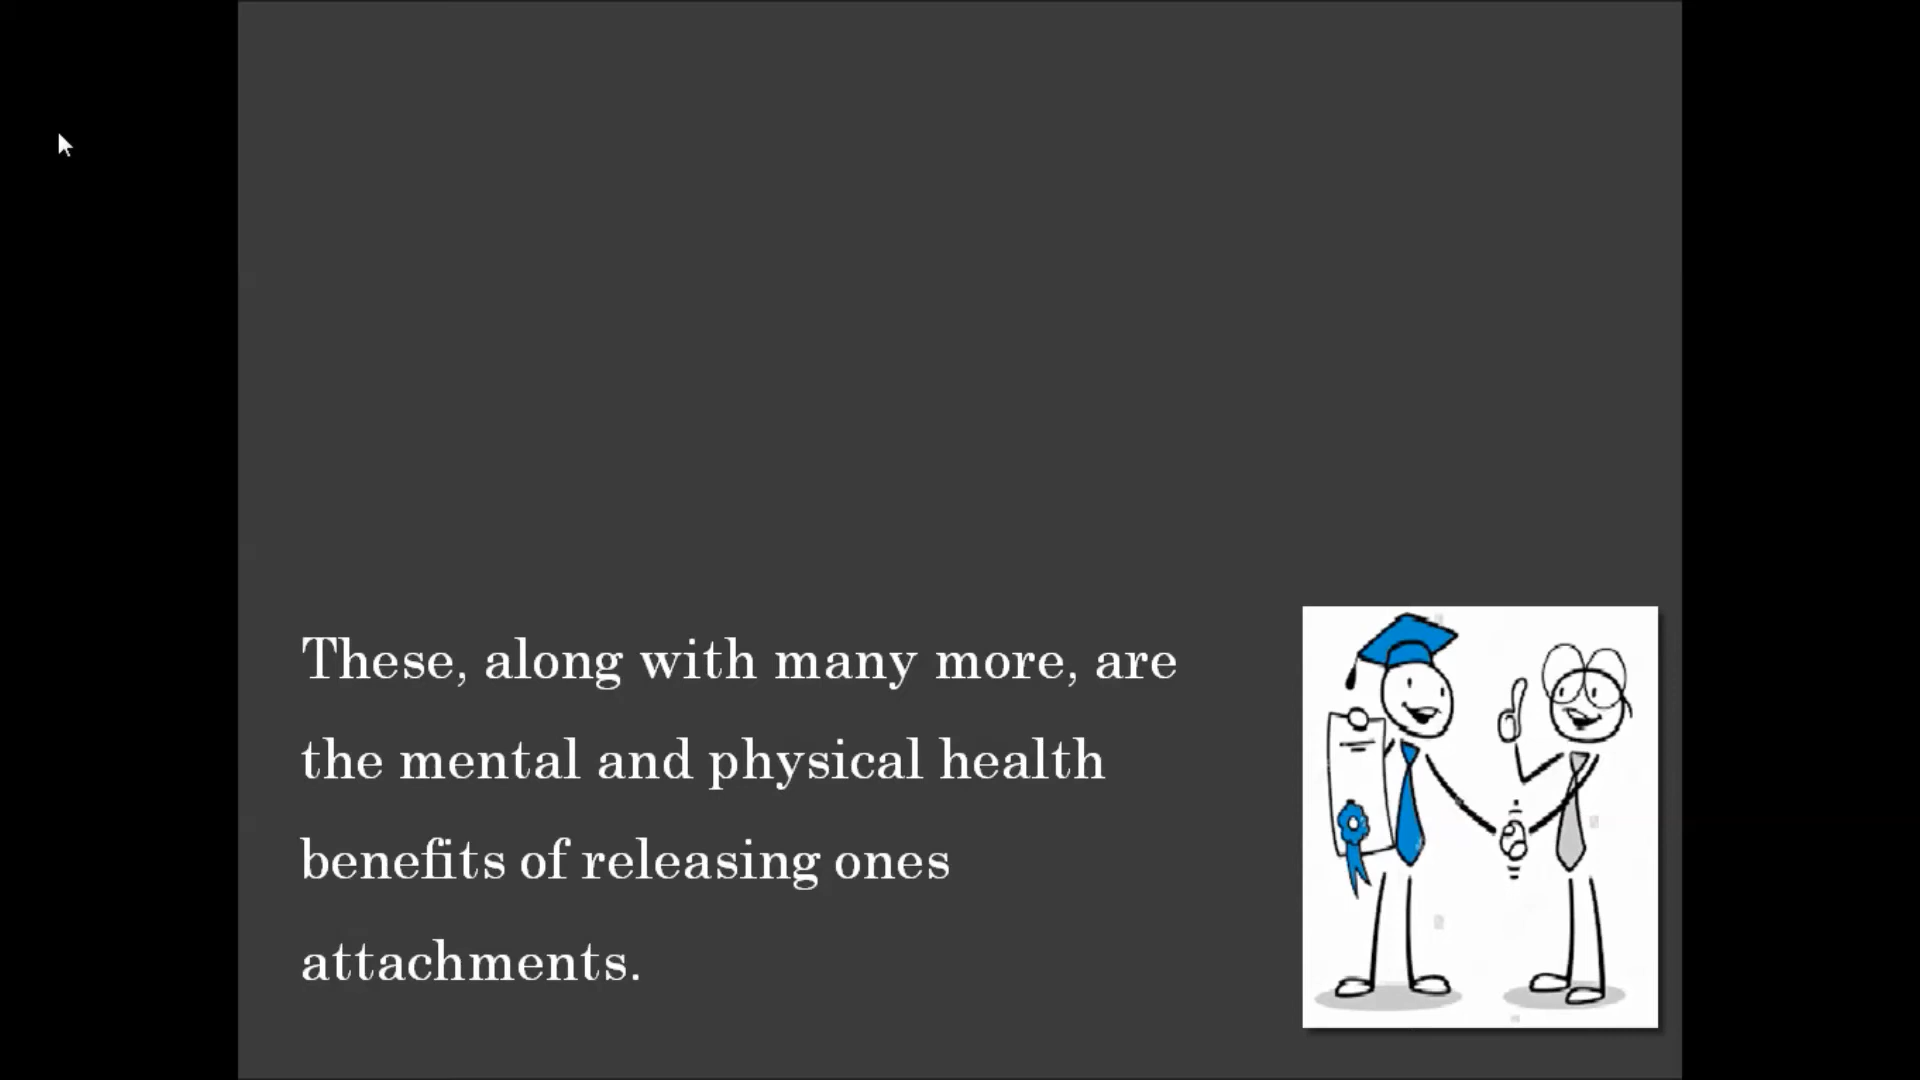 These, along with many more, are
the mental and physical health
benefits of releasing ones
attachments.